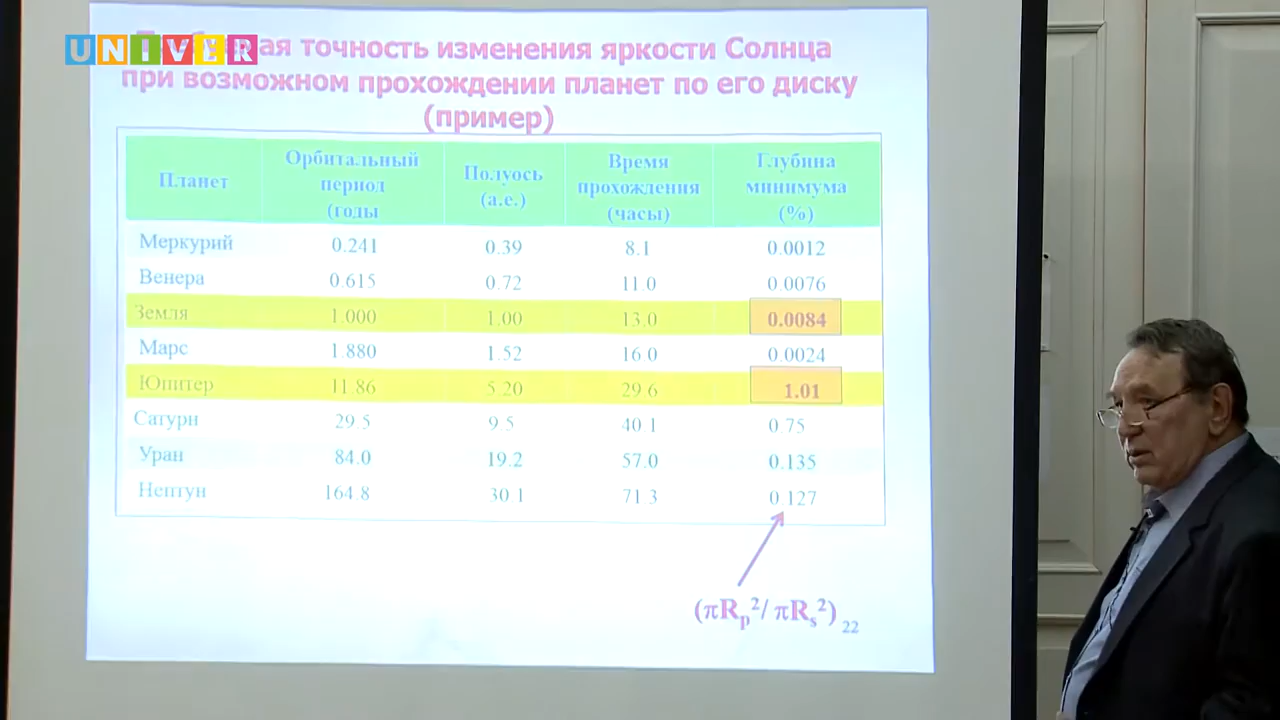 UNIVER
точность изменения яркости Солнца
при возможном прохождении планет по его диску
(пример)
Планет Орбитальный период (годы Полуось (а.е.) Время прохождения (часы) Глубина минимума (%)
Меркурий 0.241 0.39 8.1 0.0012
Венера 0.615 0.72 11.0 0.0076
Земля 1.000 1.00 13.0 0.0084
Марс 1.880 1.52 16.0 0.0024
Юпитер 11.86 5.20 29.6 1.01
Сатурн 29.5 9.5 40.1 0.75
Уран 84.0 19.2 57.0 0.135
Нептун 164.8 30.1 71.3 0.127
(πRp²/ πRs²)
22